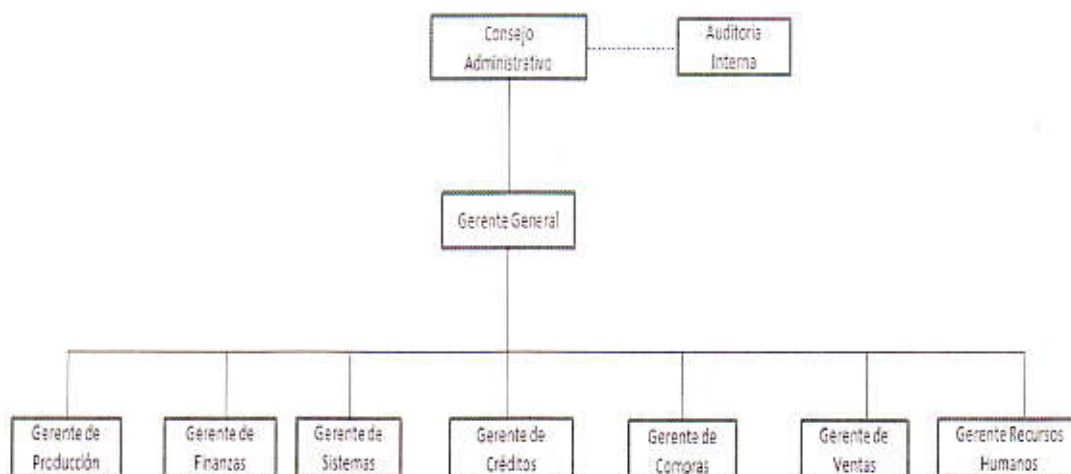 Consejo
Administrativo
Auditoria
Interna
Gerente General
Gerente de
Producción
Gerente de
Finanzas
Gerente de
Sistemas
Gerente de
Créditos
Gerente de
Compras
Gerente de
Ventas
Gerente Recursos
Humanos